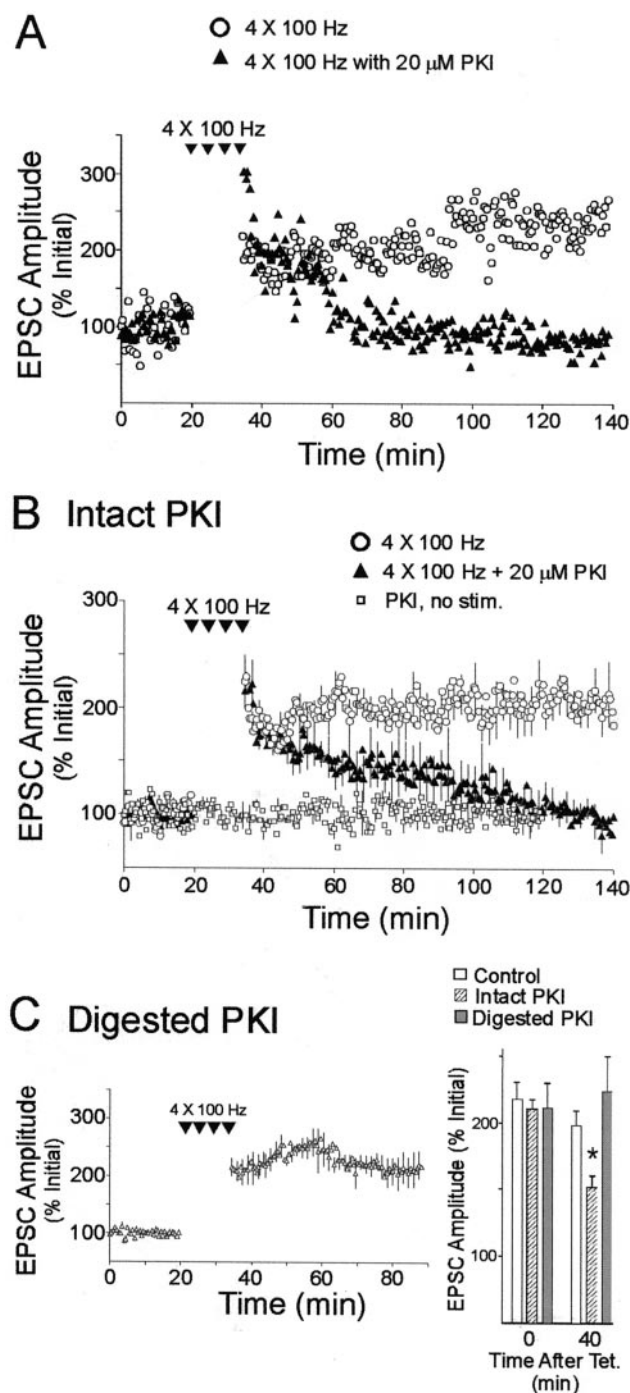 A
4 X 100 Hz
4 X 100 Hz with 20 μM PKI
4 X 100 Hz
300
200
100
EPSC Amplitude
(% Initial)
0 20 40 60 80 100 120 140
Time (min)
B Intact PKI
4 X 100 Hz
4 X 100 Hz + 20 μM PKI
PKI, no stim.
4 X 100 Hz
300
200
100
EPSC Amplitude
(% Initial)
0 20 40 60 80 100 120 140
Time (min)
C Digested PKI
4 X 100 Hz
300
200
100
EPSC Amplitude
(% Initial)
0 20 40 60 80
Time (min)
Control
Intact PKI
Digested PKI
EPSC Amplitude (% Initial)
200
100
*
0 40
Time After Tet.
(min)